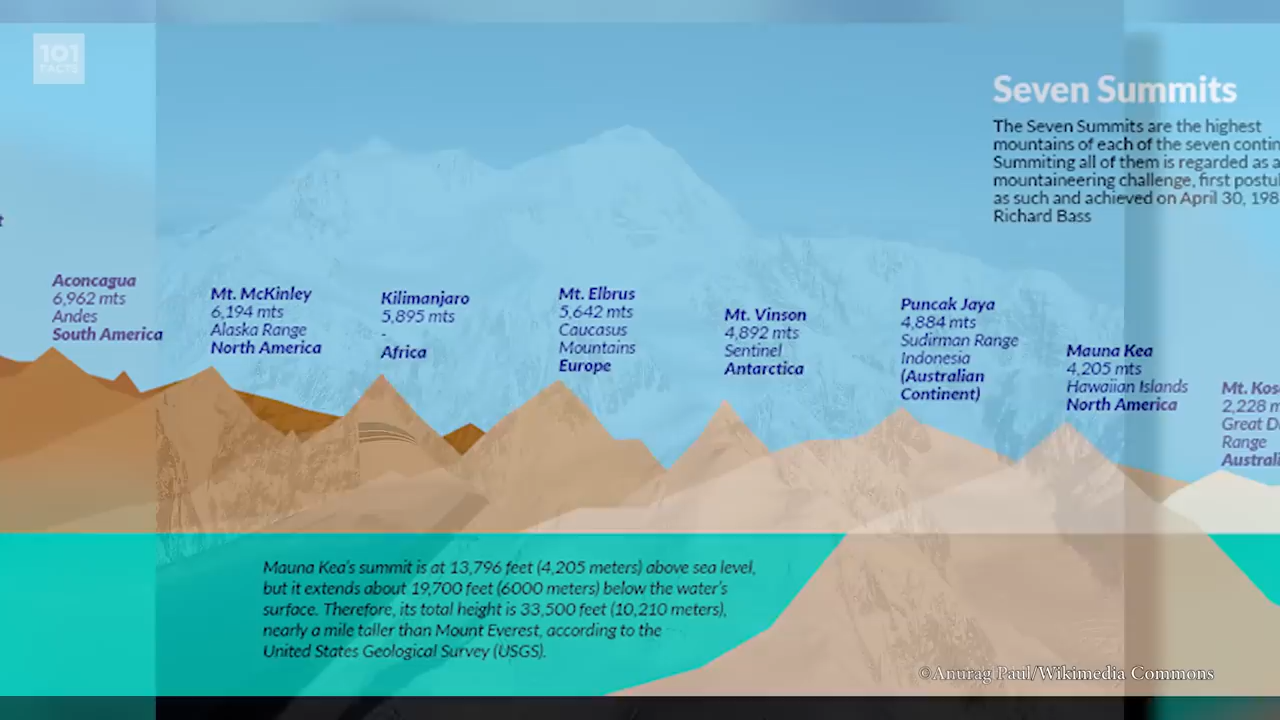 101
FACTS
Seven Summits
The Seven Summits are the highest
mountains of each of the seven
Summiting all of them is regarded as a
mountaineering challenge, first
as such and achieved on April 30,
Richard Bass
Aconcagua
6,962 mts
Andes
South America
Mt. McKinley
6,194 mts
Alaska Range
North America
Kilimanjaro
5,895 mts
-
Africa
Mt. Elbrus
5,642 mts
Caucasus
Mountains
Europe
Mt. Vinson
4,892 mts
Sentinel
Antarctica
Puncak Jaya
4,884 mts
Sudirman Range
Indonesia
(Australian
Continent)
Mauna Kea
4,205 mts
Hawaiian Islands
North America
Mt.
2,228
Great
Range
Mauna Kea's summit is at 13,796 feet (4,205 meters) above sea level,
but it extends about 19,700 feet (6000 meters) below the water's
surface. Therefore, its total height is 33,500 feet (10,210 meters),
nearly a mile taller than Mount Everest, according to the
United States Geological Survey (USGS).
©Anurag Paul/Wikimedia Commons